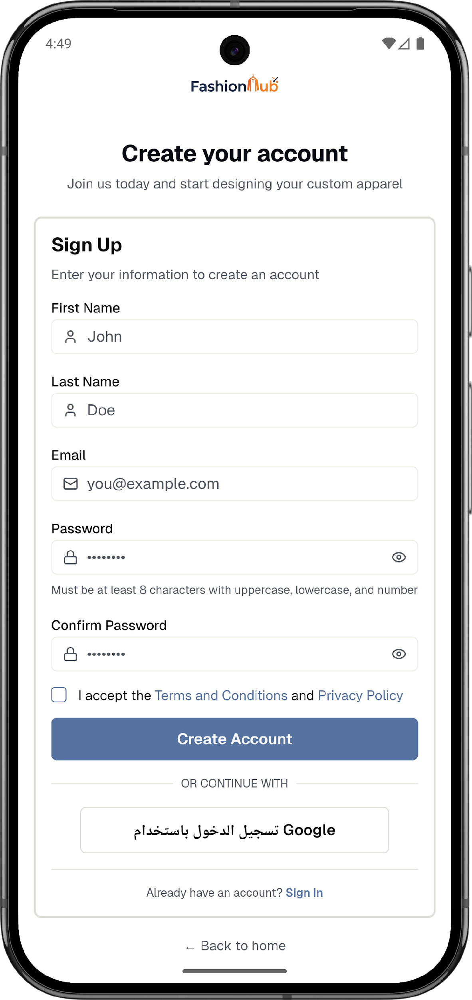 4:49
FashionHub
Create your account
Join us today and start designing your custom apparel
Sign Up
Enter your information to create an account
First Name
John
Last Name
Doe
Email
you@example.com
Password
••••••••
Must be at least 8 characters with uppercase, lowercase, and number
Confirm Password
••••••••
I accept the Terms and Conditions and Privacy Policy
Create Account
OR CONTINUE WITH
تسجيل الدخول باستخدام Google
Already have an account? Sign in
← Back to home